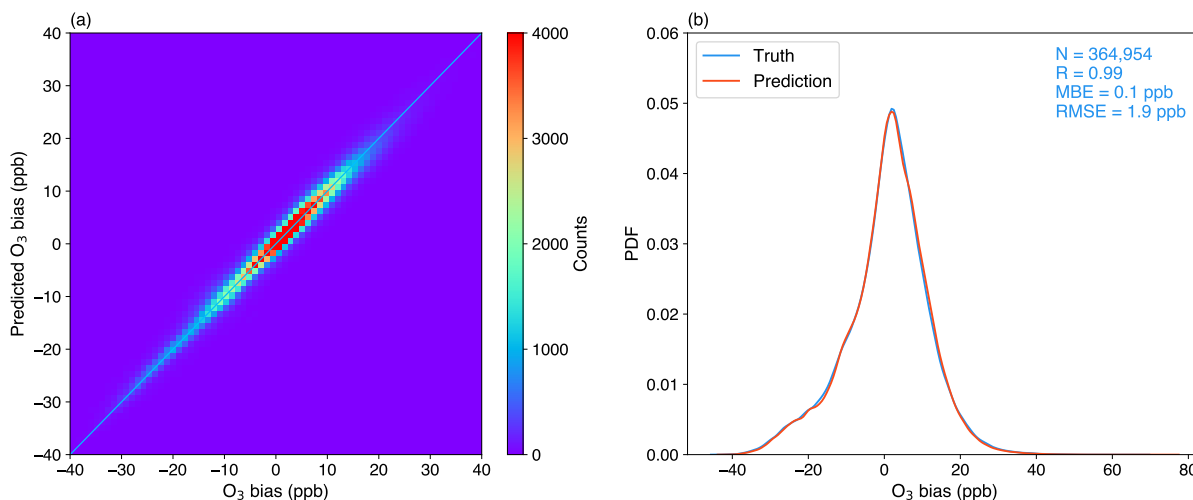 (a)
40
30
20
10
0
−10
−20
−30
−40
−40 −30 −20 −10 0 10 20 30 40
Predicted O₃ bias (ppb)
O₃ bias (ppb)
4000
3000
2000
1000
0
Counts
(b)
0.06
0.05
0.04
0.03
0.02
0.01
0.00
−40 −20 0 20 40 60 80
PDF
O₃ bias (ppb)
Truth
Prediction
N = 364,954
R = 0.99
MBE = 0.1 ppb
RMSE = 1.9 ppb